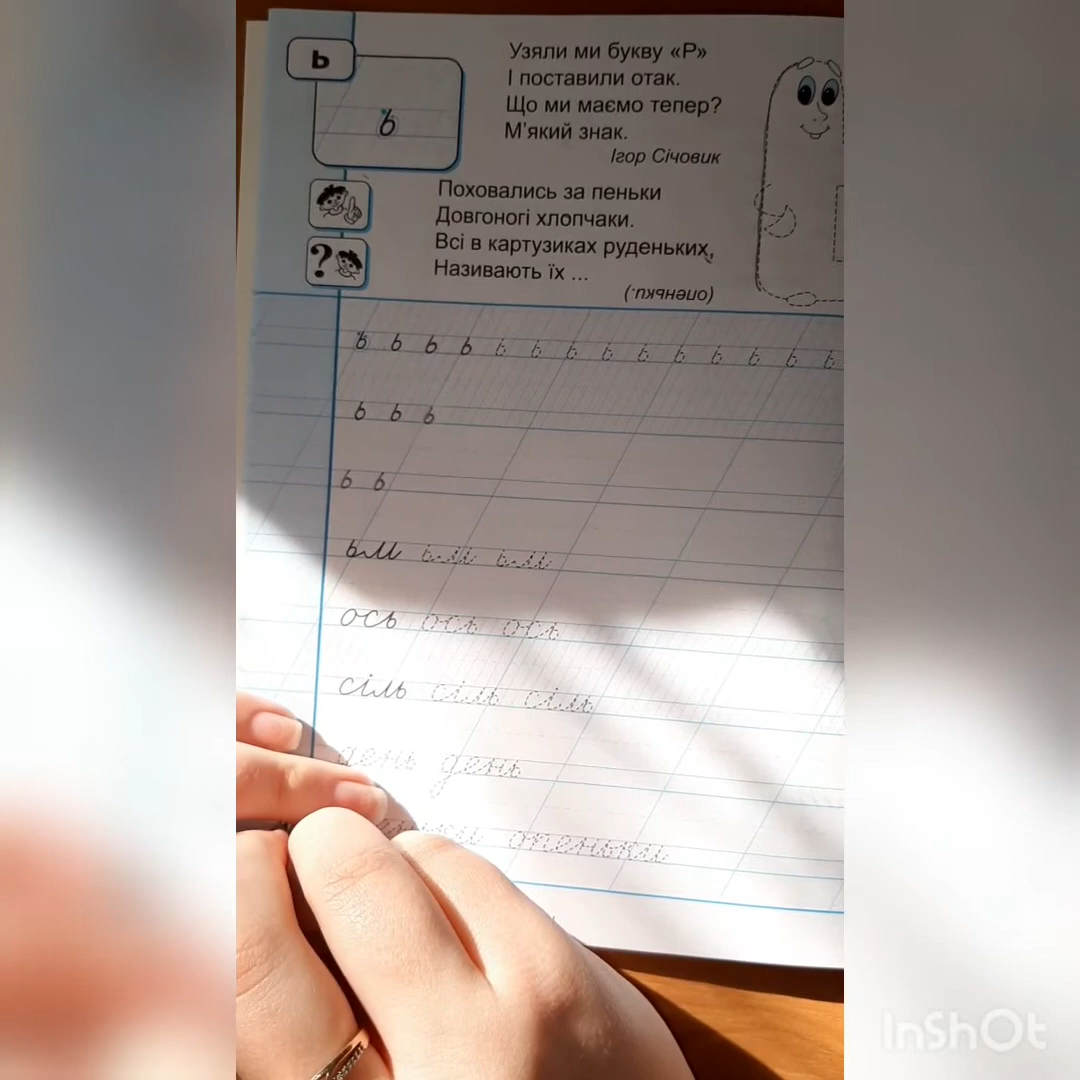 ь
ь
Узяли ми букву «Р»
І поставили отак.
Що ми маємо тепер?
М'який знак.
Ігор Січовик
Поховались за пеньки
Довгоногі хлопчаки.
Всі в картузиках руденьких,
Називають їх ...
(опеньки.)
?
ь ь ь ь ь ь ь ь ь ь ь ь ь ь
ь ь ь
ь ь
ьм ьм ьм
ось ось ось
сіль сіль сіль
день день
опеньки
InShOt